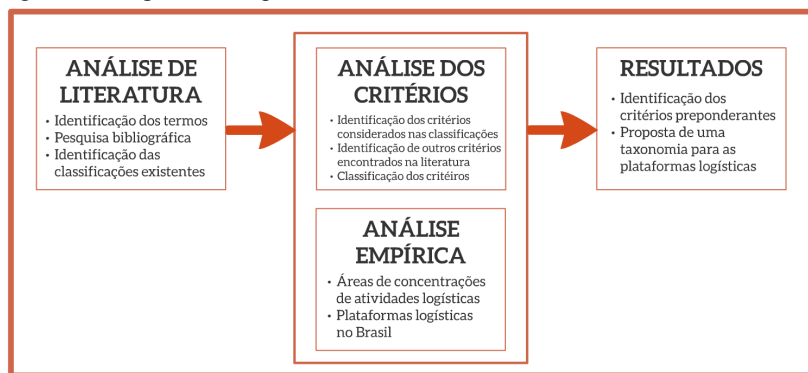 ANÁLISE DE
LITERATURA
• Identificação dos termos
• Pesquisa bibliográfica
• Identificação das
classificações existentes
ANÁLISE DOS
CRITÉRIOS
• Identificação dos critérios
considerados nas classificações
• Identificação de outros critérios
encontrados na literatura
• Classificação dos critéiros
ANÁLISE
EMPÍRICA
• Áreas de concentrações
de atividades logísticas
• Plataformas logísticas
no Brasil
RESULTADOS
• Identificação dos
critérios preponderantes
• Proposta de uma
taxonomia para as
plataformas logísticas